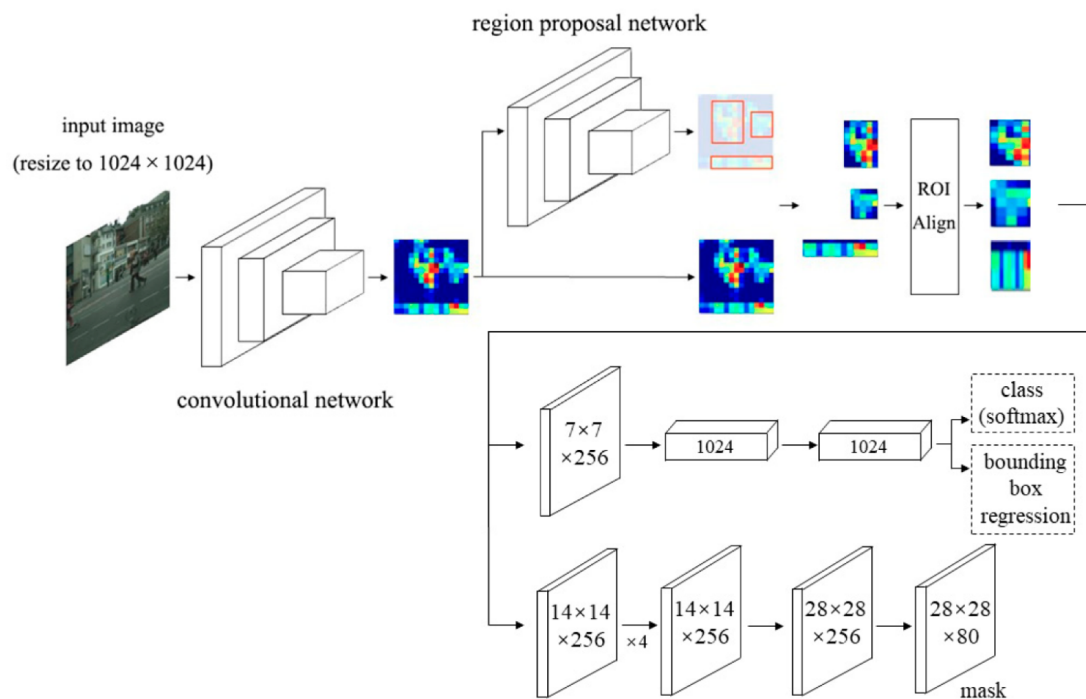 region proposal network
input image
(resize to 1024 × 1024)
ROI
Align
convolutional network
7×7
×256
1024
1024
class
(softmax)
bounding
box
regression
14×14
×256
×4
14×14
×256
28×28
×256
28×28
×80
mask